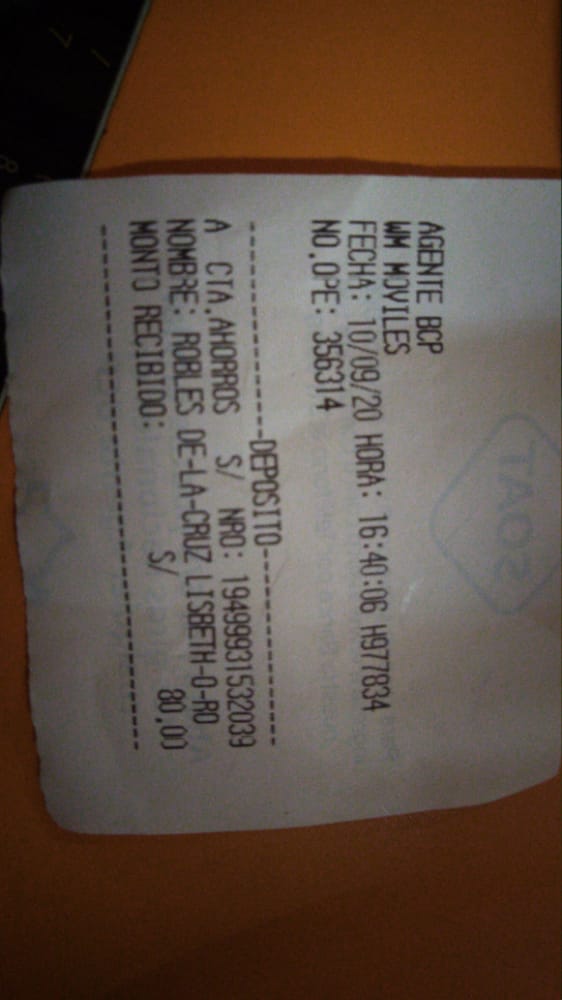 AGENTE BCP
WM MOVILES
FECHA: 10/09/20 HORA: 16:40:06 H977834
NO.OPE: 356314
-----------------DEPOSITO-----------------
A CTA.AHORROS S/ NRO: 19499931532039
NOMBRE: ROBLES DE-LA-CRUZ LISBETH-O-RO
MONTO RECIBIDO: S/ 80.00
------------------------------------------
SOAT